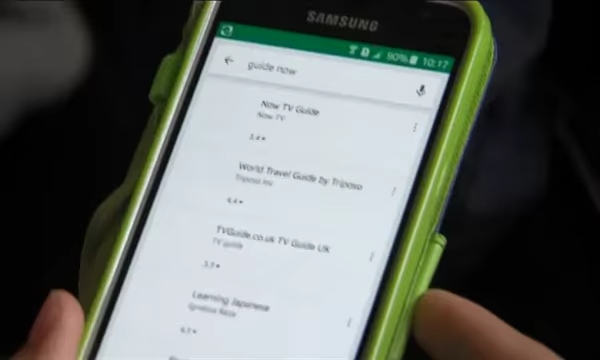 SAMSUNG
90% 10:17
guide now
Now TV Guide
Now TV
3.4★
World Travel Guide by Triposo
Triposo Inc
4.4★
TVGuide.co.uk TV Guide UK
TV guide
3.7★
Learning Japanese